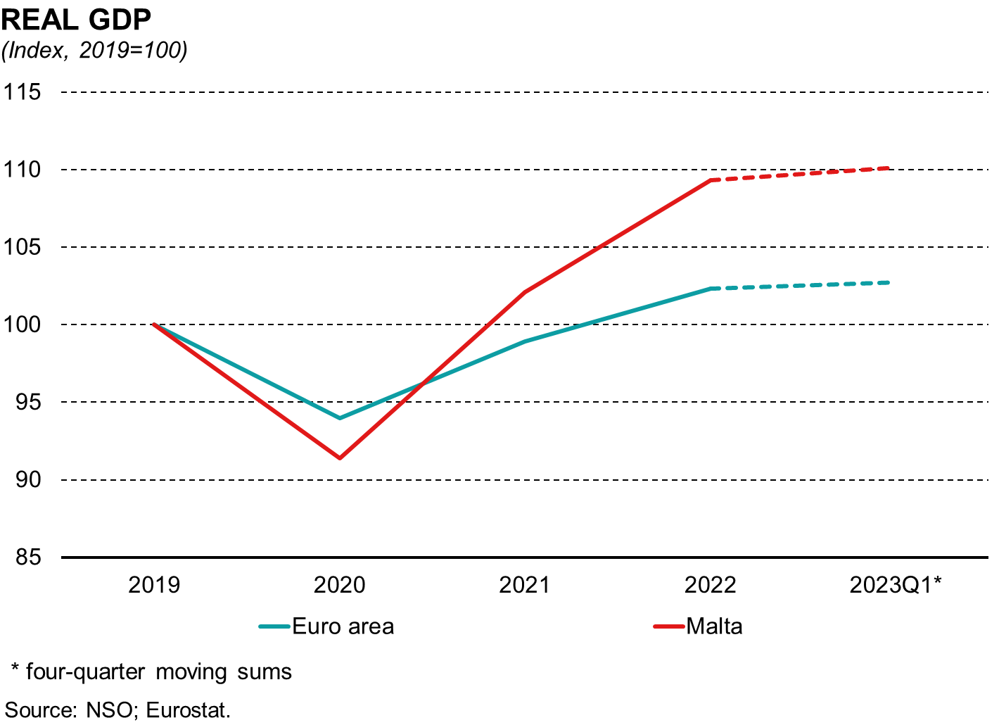 REAL GDP
(Index, 2019=100)
115
110
105
100
95
90
85
2019 2020 2021 2022 2023Q1*
Euro area Malta
* four-quarter moving sums
Source: NSO; Eurostat.